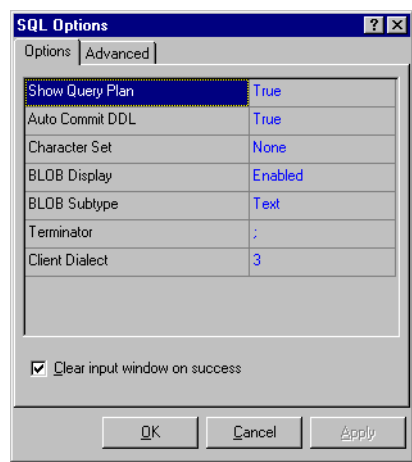 SQL Options
Options Advanced
Show Query Plan True
Auto Commit DDL True
Character Set None
BLOB Display Enabled
BLOB Subtype Text
Terminator ;
Client Dialect 3
Clear input window on success
OK Cancel Apply